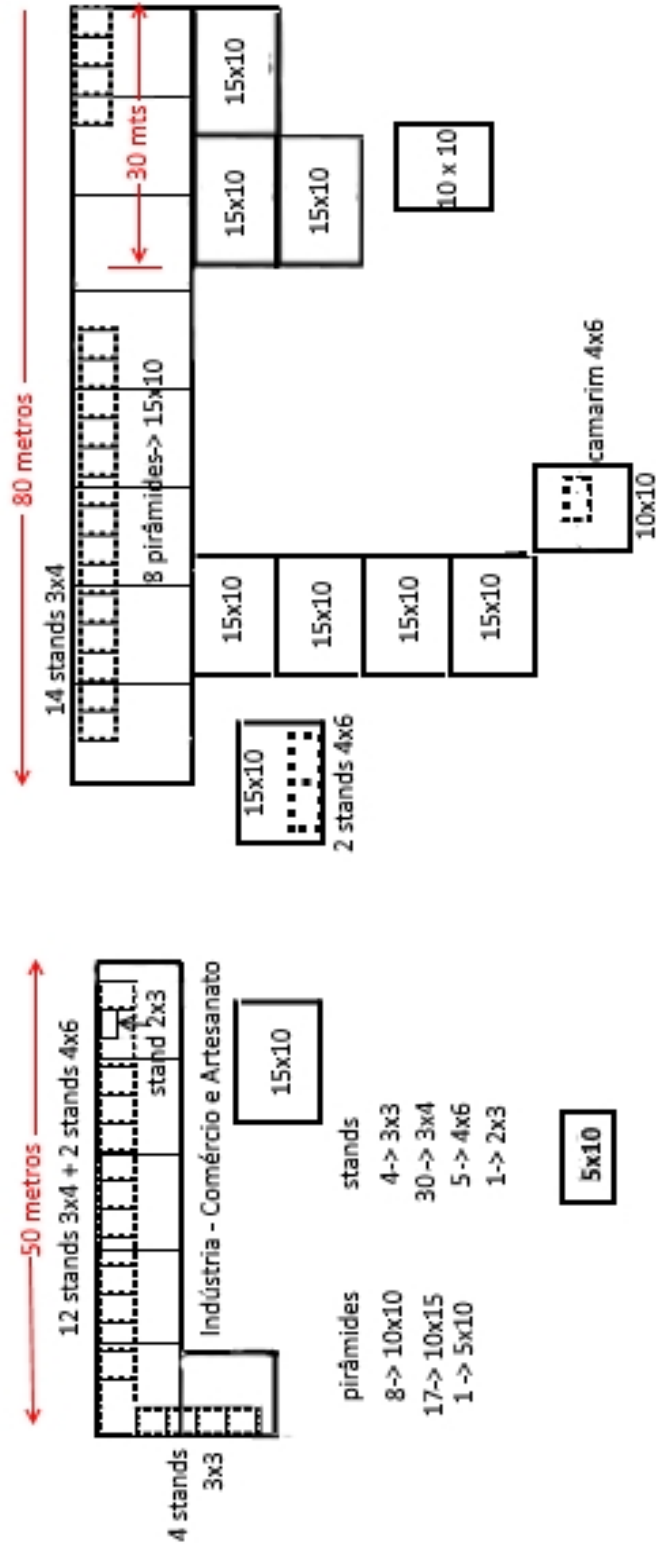 50 metros
12 stands 3x4 + 2 stands 4x6
stand 2x3
4 stands
3x3
Indústria - Comércio e Artesanato
15x10
pirâmides
8-> 10x10
17-> 10x15
1 -> 5x10
stands
4-> 3x3
30-> 3x4
5-> 4x6
1-> 2x3
5x10
80 metros
14 stands 3x4
30 mts
8 pirâmides-> 15x10
15x10
2 stands 4x6
15x10
15x10
15x10
15x10
15x10
15x10
15x10
10 x 10
camarim 4x6
10x10